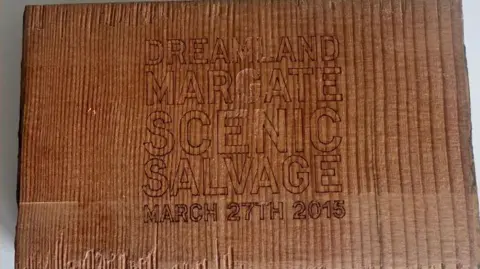 DREAMLAND
MARGATE
SCENIC
SALVAGE
MARCH 27TH 2015